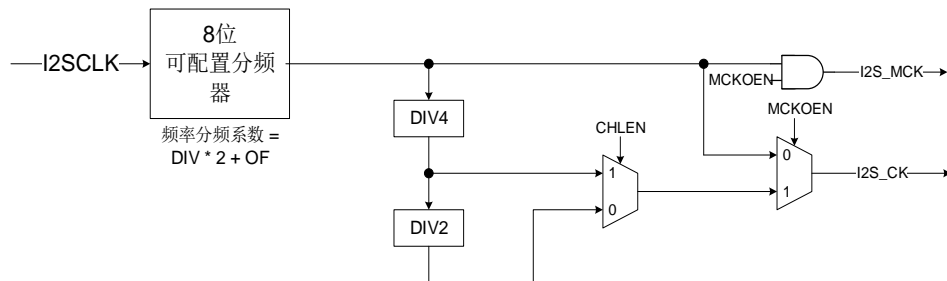 8位
可配置分频
器
I2SCLK
频率分频系数 =
DIV * 2 + OF
DIV4
DIV2
CHLEN
1
0
MCKOEN
I2S_MCK
MCKOEN
0
1
I2S_CK